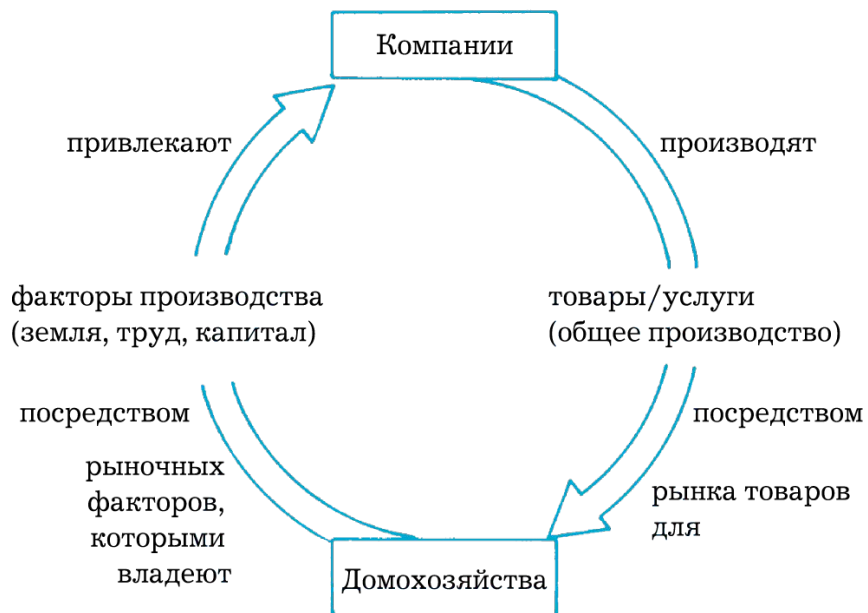 Компании
привлекают
производят
факторы производства
(земля, труд, капитал)
товары/услуги
(общее производство)
посредством
посредством
рыночных
факторов,
которыми
владеют
рынка товаров
для
Домохозяйства